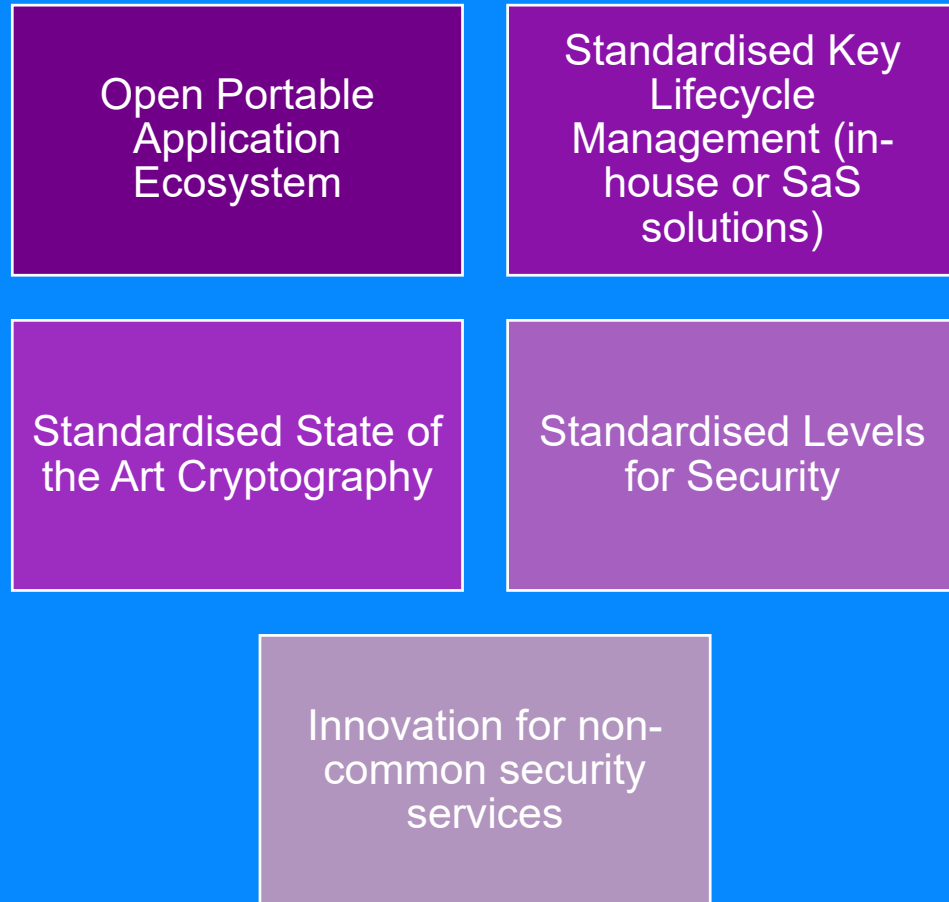 Open Portable
Application
Ecosystem
Standardised Key
Lifecycle
Management (in-
house or SaaS
solutions)
Standardised State of
the Art Cryptography
Standardised Levels
for Security
Innovation for non-
common security
services